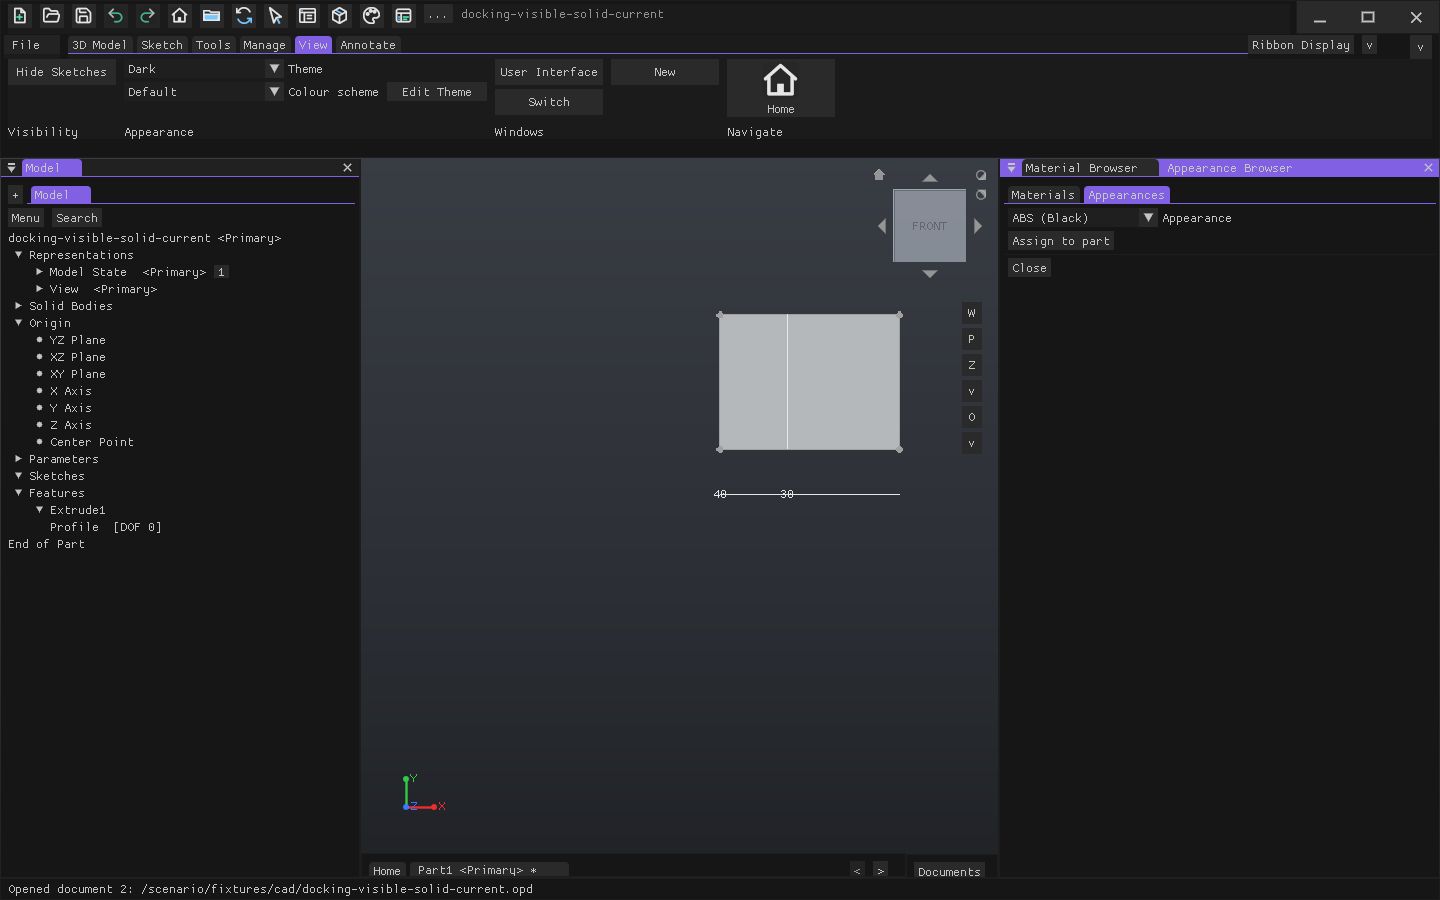 ... docking-visible-solid-current
File 3D Model Sketch Tools Manage View Annotate Ribbon Display v v
Hide Sketches Dark Theme User Interface New
Default Colour scheme Edit Theme Switch Home
Visibility Appearance Windows Navigate
Model Material Browser Appearance Browser
+ Model Materials Appearances
Menu Search ABS (Black) Appearance
docking-visible-solid-current <Primary> Assign to part
Representations
Model State <Primary> 1 Close
View <Primary>
Solid Bodies
Origin
YZ Plane
XZ Plane
XY Plane
X Axis
Y Axis
Z Axis
Center Point
Parameters
Sketches
Features
Extrude1
Profile [DOF 0]
End of Part
FRONT
W
P
Z
v
O
v
40 30
Y
Z X
Home Part1 <Primary> * < > Documents
Opened document 2: /scenario/fixtures/cad/docking-visible-solid-current.opd